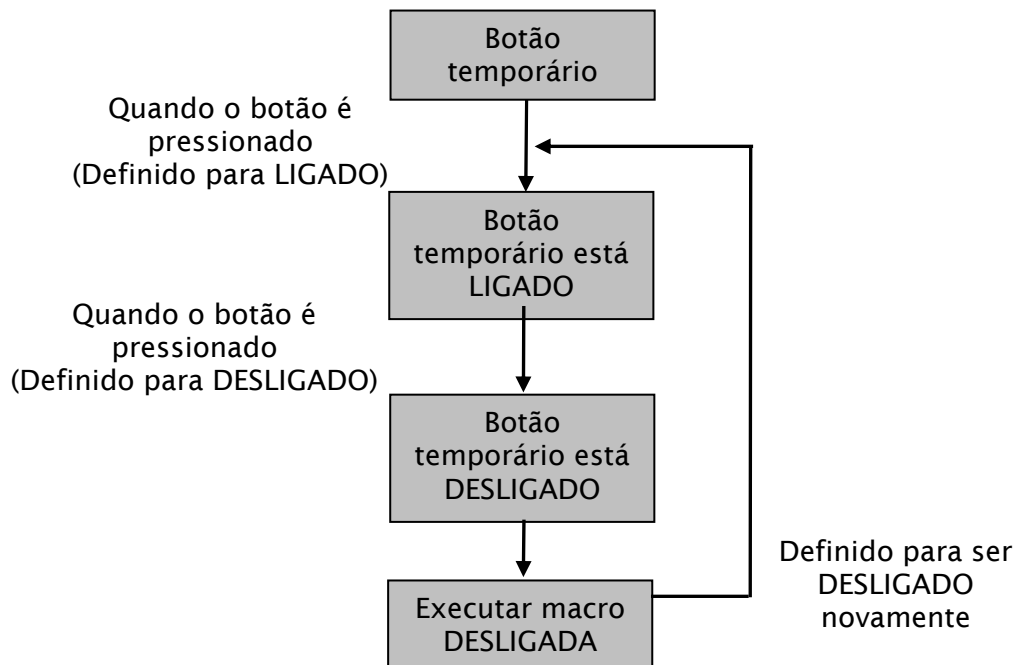 Botão
temporário
Quando o botão é
pressionado
(Definido para LIGADO)
Botão
temporário está
LIGADO
Quando o botão é
pressionado
(Definido para DESLIGADO)
Botão
temporário está
DESLIGADO
Definido para ser
DESLIGADO
novamente
Executar macro
DESLIGADA